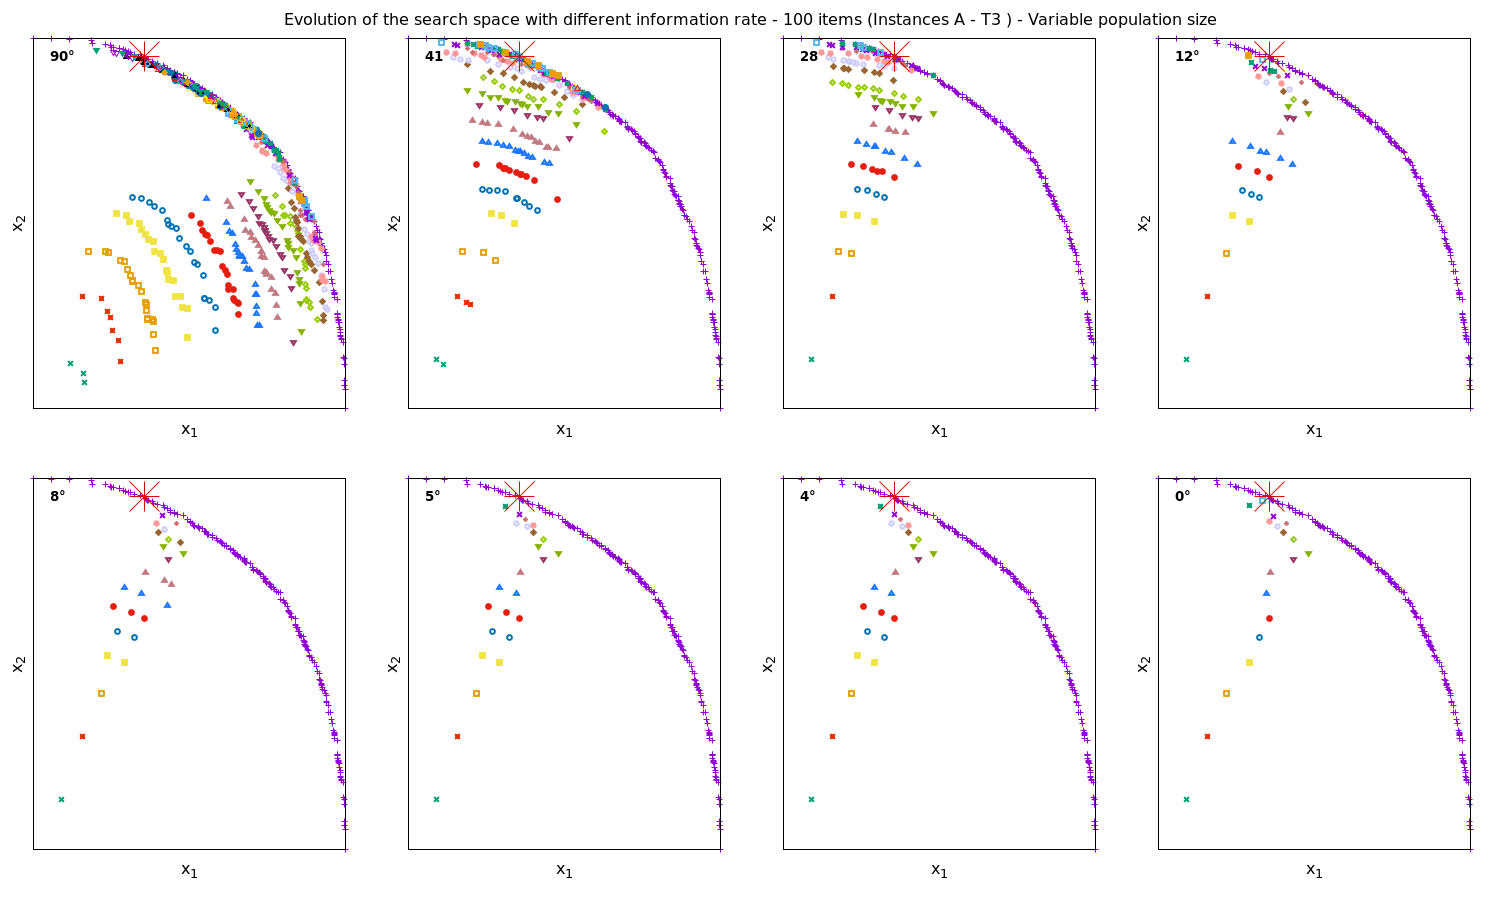 Evolution of the search space with different information rate - 100 items (Instances A - T3 ) - Variable population size
90° 41 28 12°
x2 x2 x2 x2
x1 x1 x1 x1
8° 5° 4° 0°
x2 x2 x2 x2
x1 x1 x1 x1